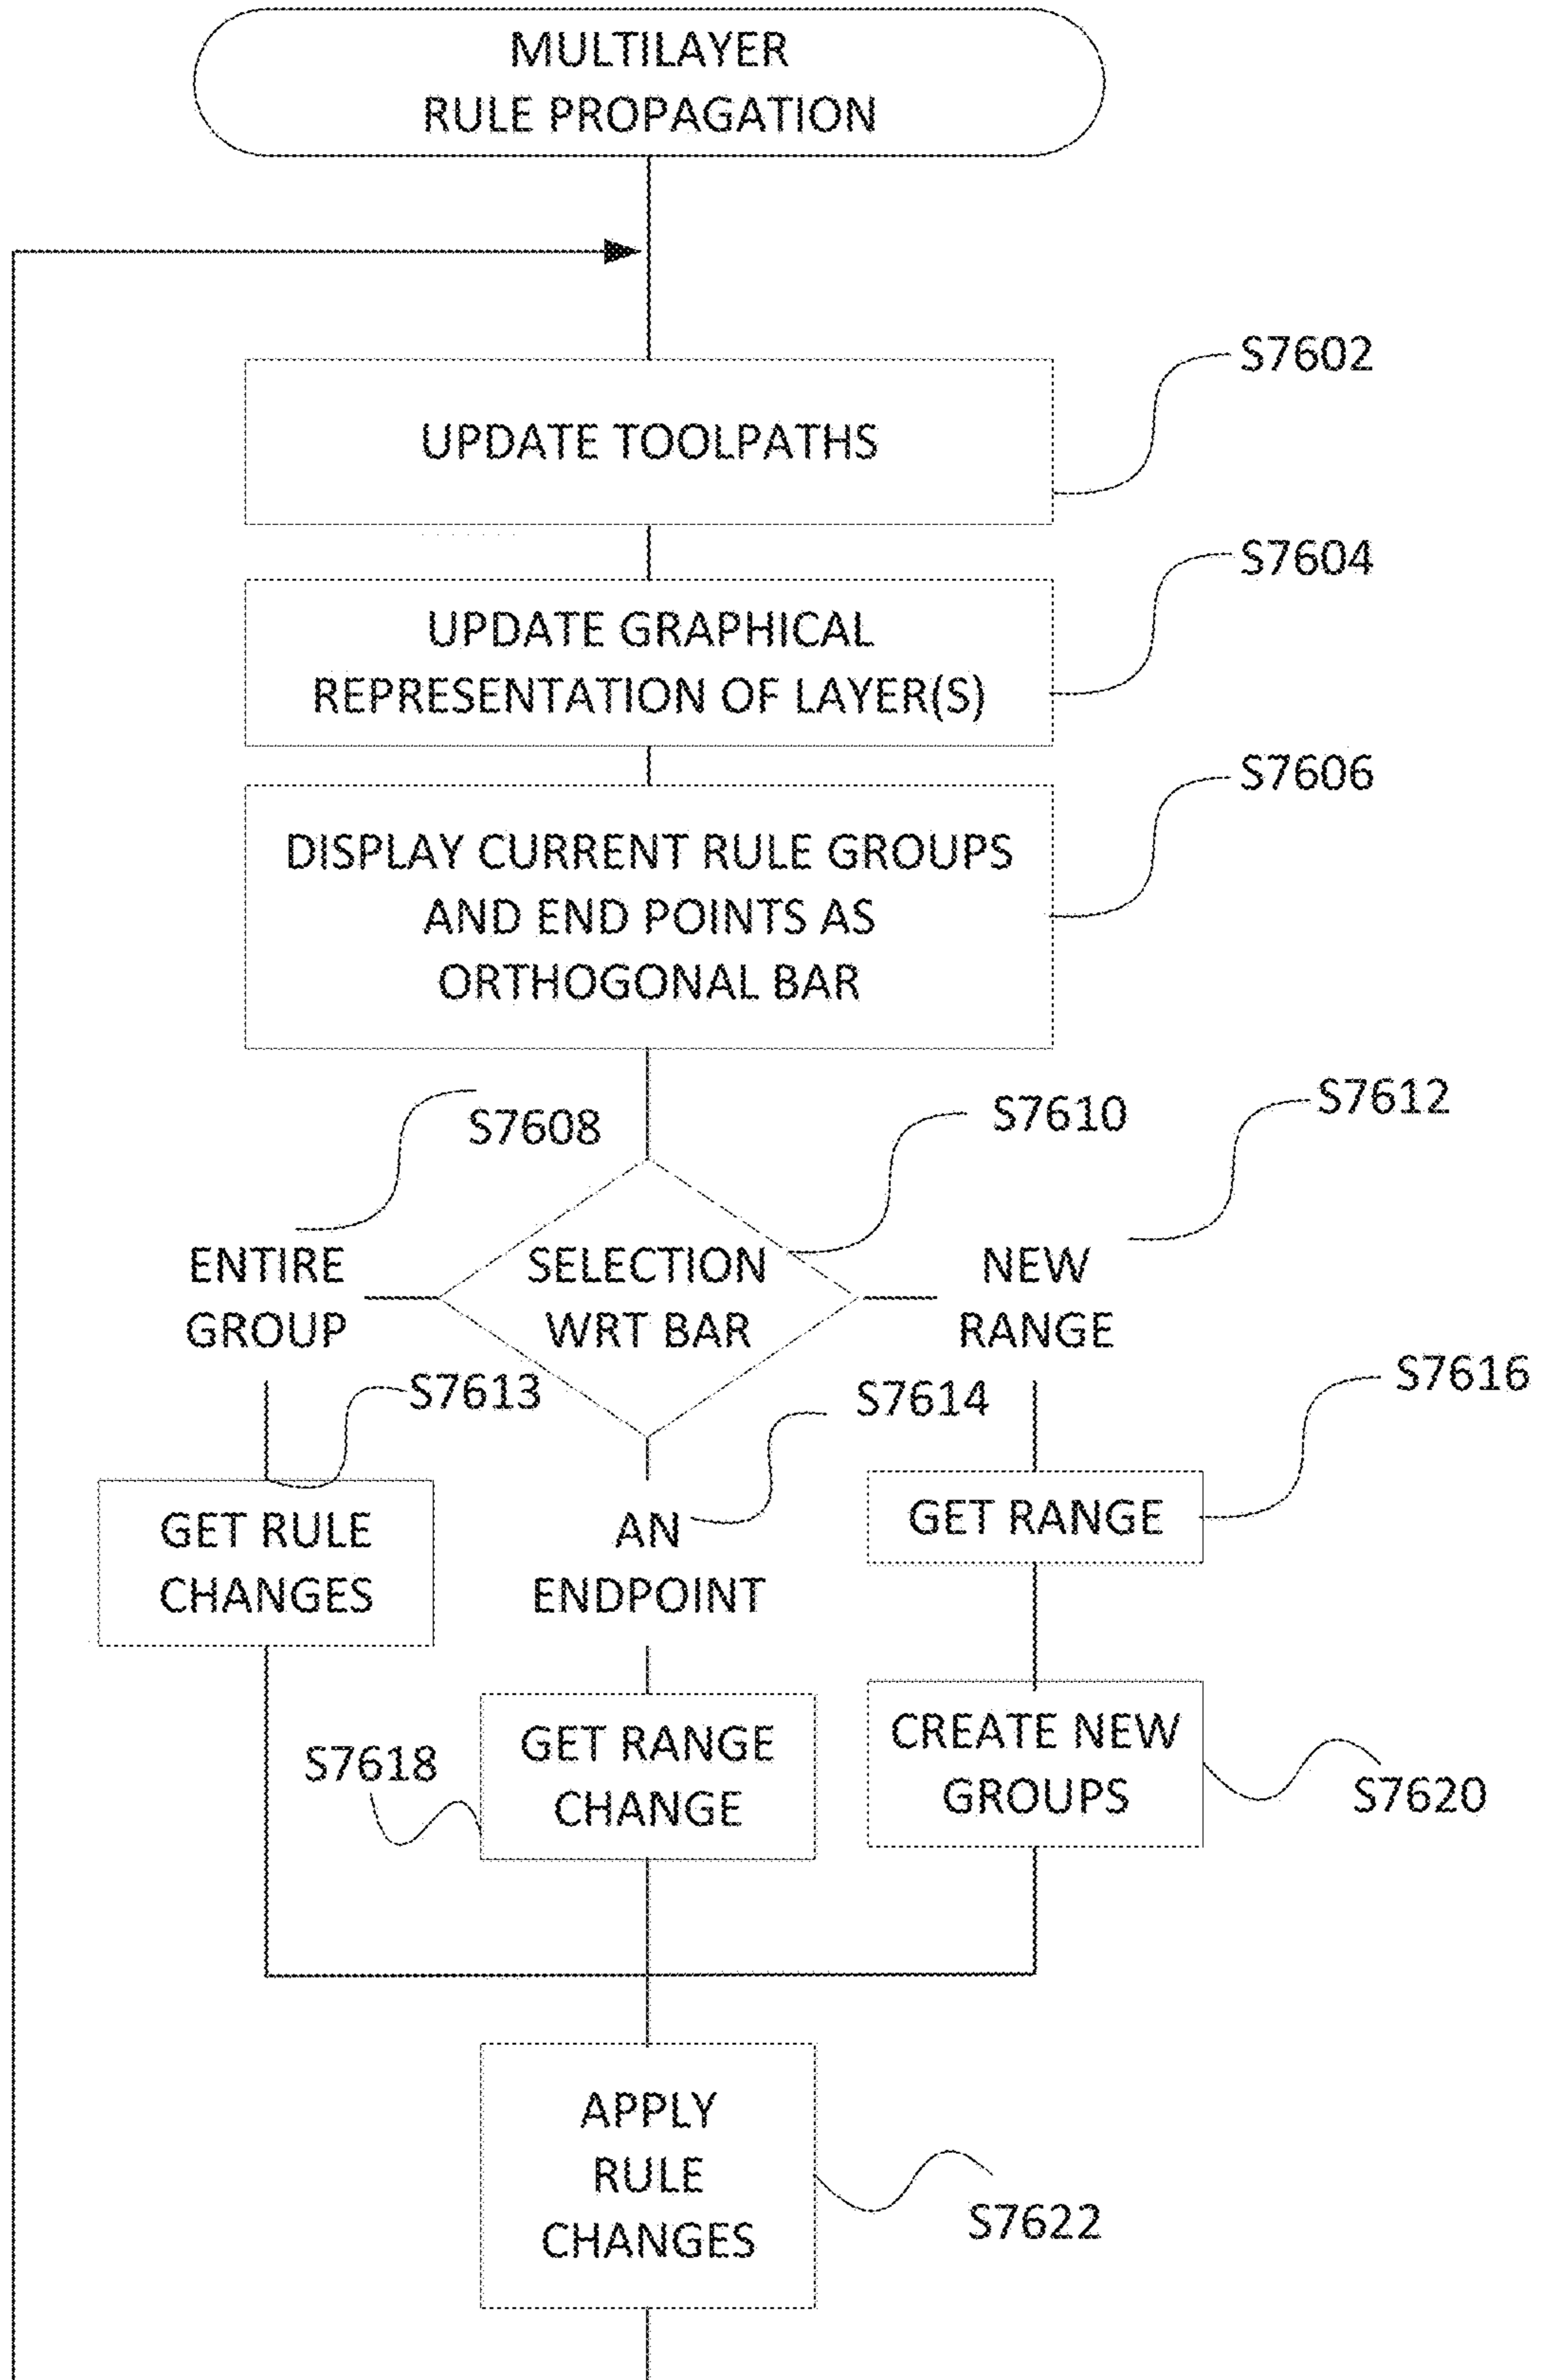 MULTILAYER
RULE PROPAGATION
S7602
UPDATE TOOLPATHS
S7604
UPDATE GRAPHICAL
REPRESENTATION OF LAYER(S)
S7606
DISPLAY CURRENT RULE GROUPS
AND END POINTS AS
ORTHOGONAL BAR
S7608
S7610
S7612
ENTIRE
GROUP
SELECTION
WRT BAR
NEW
RANGE
S7613
S7614
S7616
GET RULE
CHANGES
AN
ENDPOINT
GET RANGE
S7618
GET RANGE
CHANGE
CREATE NEW
GROUPS
S7620
APPLY
RULE
CHANGES
S7622